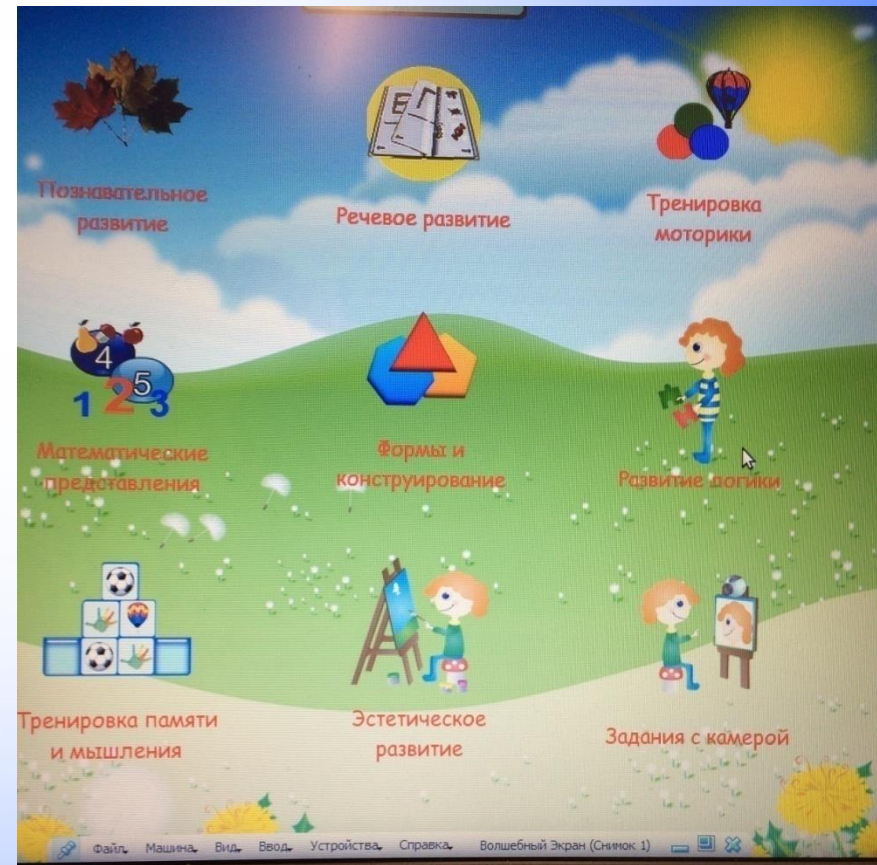 Познавательное
развитие
Речевое развитие
Тренировка
моторики
4
5
1 2 3
Математические
представления
Формы и
конструирование
Развитие логики
Тренировка памяти
и мышления
Эстетическое
развитие
Задания с камерой
Файл Машина Вид Ввод Устройства Справка Волшебный Экран (Снимок 1)